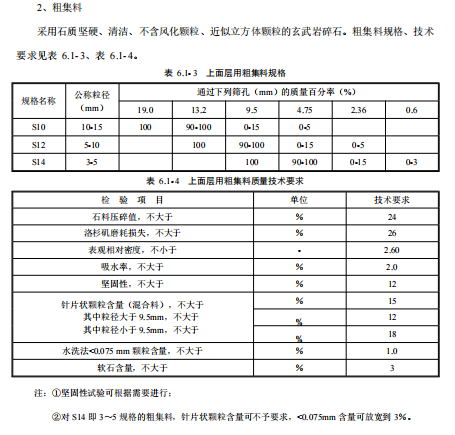 2、粗集料
采用石质坚硬、清洁、不含风化颗粒、近似立方体颗粒的玄武岩碎石。粗集料规格、技术
要求见表 6.1-3、表 6.1-4。
表 6.1-3 上面层用粗集料规格
规格名称 公称粒径(mm) 通过下列筛孔(mm)的质量百分率(%)
19.0 13.2 9.5 4.75 2.36 0.6
S10 10-15 100 90-100 0-15 0-5
S12 5-10 100 90-100 0-15 0-5
S14 3-5 100 90-100 0-15 0-3
表 6.1-4 上面层用粗集料质量技术要求
检 验 项 目 单位 技术要求
石料压碎值，不大于 % 24
洛杉矶磨耗损失，不大于 % 26
表观相对密度，不小于 - 2.60
吸水率，不大于 % 2.0
坚固性，不大于 % 12
针片状颗粒含量（混合料），不大于 % 15
其中粒径大于 9.5mm，不大于 % 12
其中粒径小于 9.5mm，不大于 % 18
水洗法<0.075 mm 颗粒含量，不大于 % 1.0
软石含量，不大于 % 3
注：①坚固性试验可根据需要进行；
②对 S14 即 3～5 规格的粗集料，针片状颗粒含量可不予要求，<0.075mm 含量可放宽到 3%。